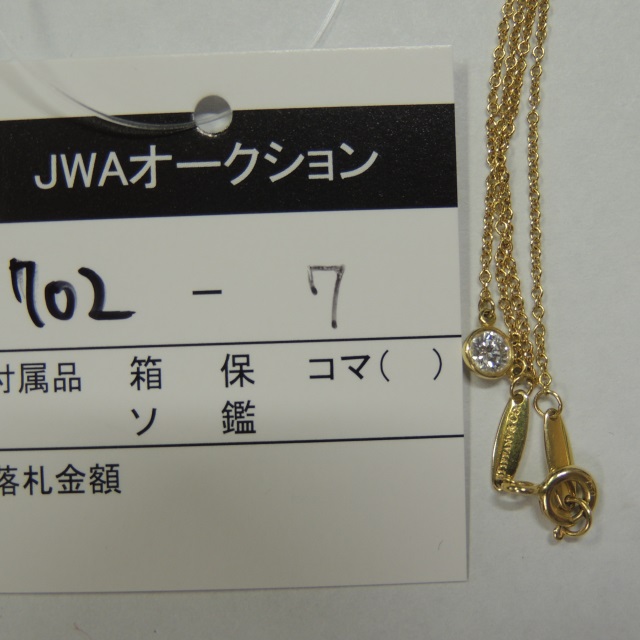 JWAオークション
702 - 7
付属品 箱 保 コマ( )
ソ 鑑
落札金額